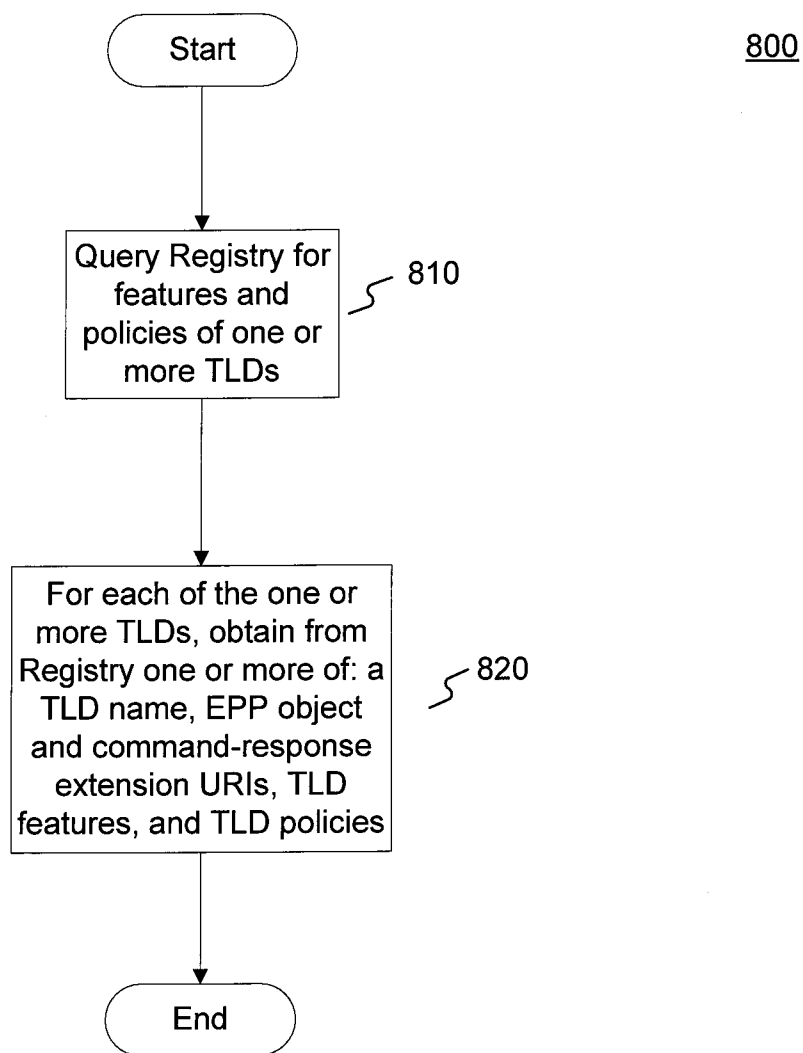 Start
800
Query Registry for
features and
policies of one or
more TLDs
810
For each of the one or
more TLDs, obtain from
Registry one or more of: a
TLD name, EPP object
and command-response
extension URIs, TLD
features, and TLD policies
820
End